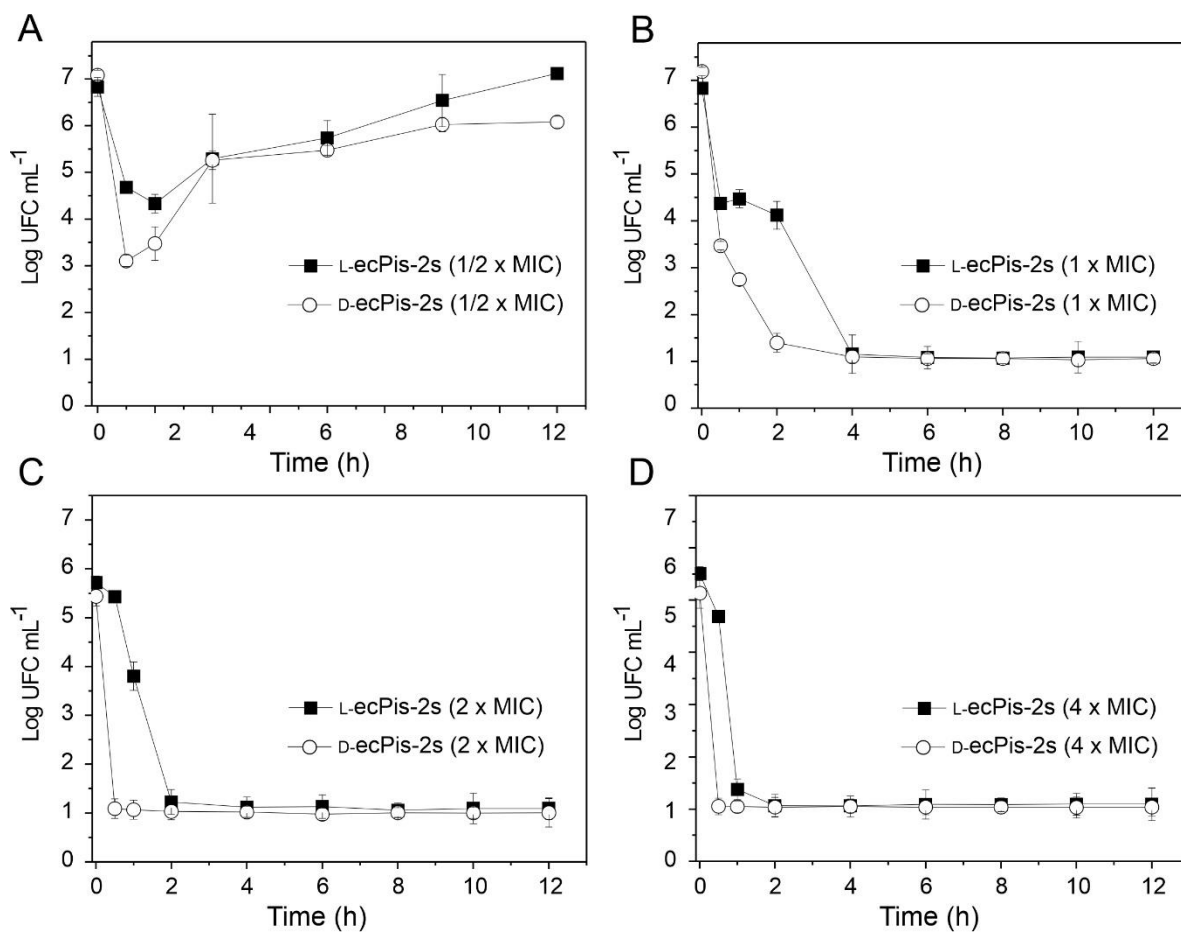 A
Log UFC mL⁻¹
7
6
5
4
3
2
1
0
L-ecPis-2s (1/2 x MIC)
D-ecPis-2s (1/2 x MIC)
0 2 4 6 8 10 12
Time (h)
B
Log UFC mL⁻¹
7
6
5
4
3
2
1
0
L-ecPis-2s (1 x MIC)
D-ecPis-2s (1 x MIC)
0 2 4 6 8 10 12
Time (h)
C
Log UFC mL⁻¹
7
6
5
4
3
2
1
0
L-ecPis-2s (2 x MIC)
D-ecPis-2s (2 x MIC)
0 2 4 6 8 10 12
Time (h)
D
Log UFC mL⁻¹
7
6
5
4
3
2
1
0
L-ecPis-2s (4 x MIC)
D-ecPis-2s (4 x MIC)
0 2 4 6 8 10 12
Time (h)